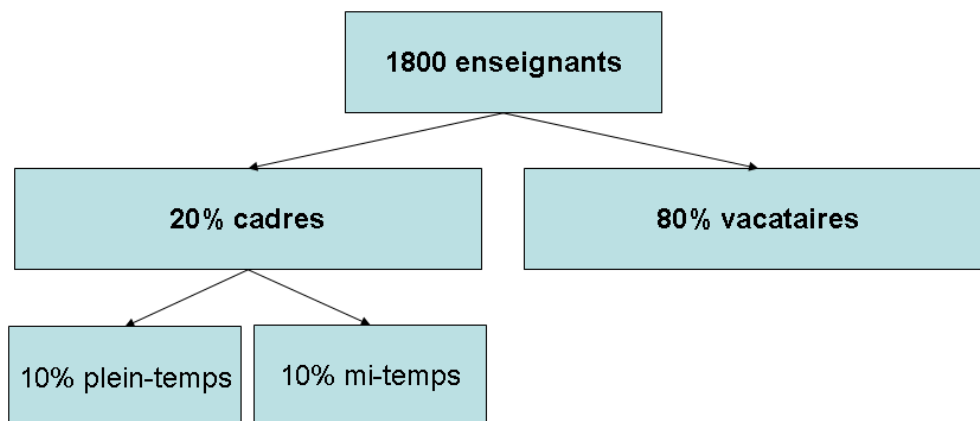 1800 enseignants
20% cadres
80% vacataires
10% plein-temps
10% mi-temps